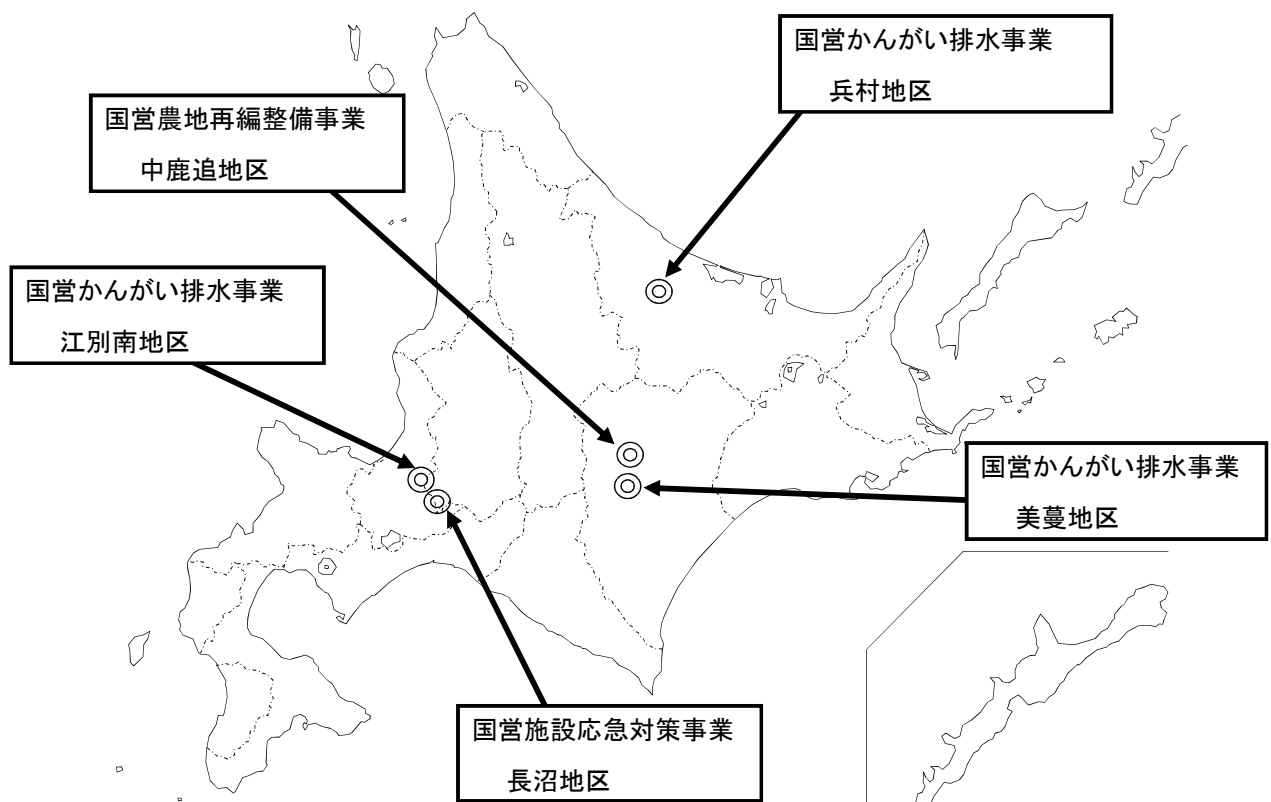 国営かんがい排水事業
兵村地区
国営農地再編整備事業
中鹿追地区
国営かんがい排水事業
江別南地区
国営かんがい排水事業
美蔓地区
国営施設応急対策事業
長沼地区